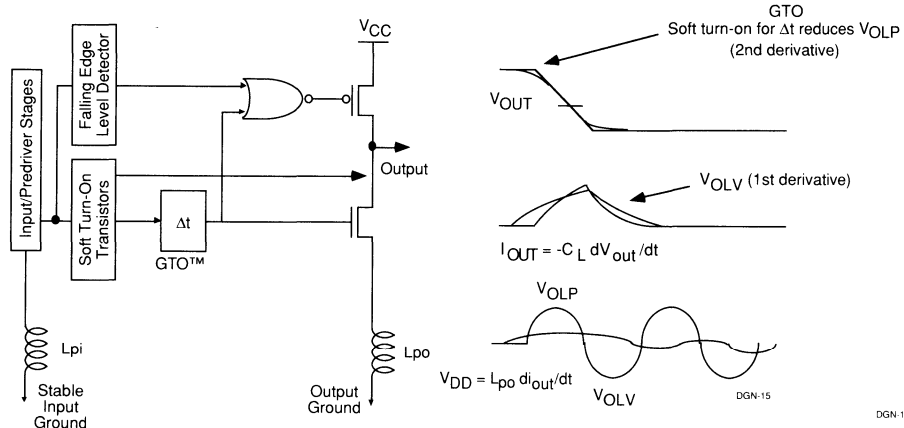 Input/Predriver Stages
Falling Edge
Level Detector
Soft Turn-On
Transistors
Δt
GTO™
VCC
Output
Lpi
Stable
Input
Ground
Lpo
Output
Ground
GTO
Soft turn-on for Δt reduces VOLP
(2nd derivative)
VOUT
VOLV (1st derivative)
IOUT = -CL dVout/dt
VOLP
VDD = Lpo diout/dt
VOLV
DGN-15